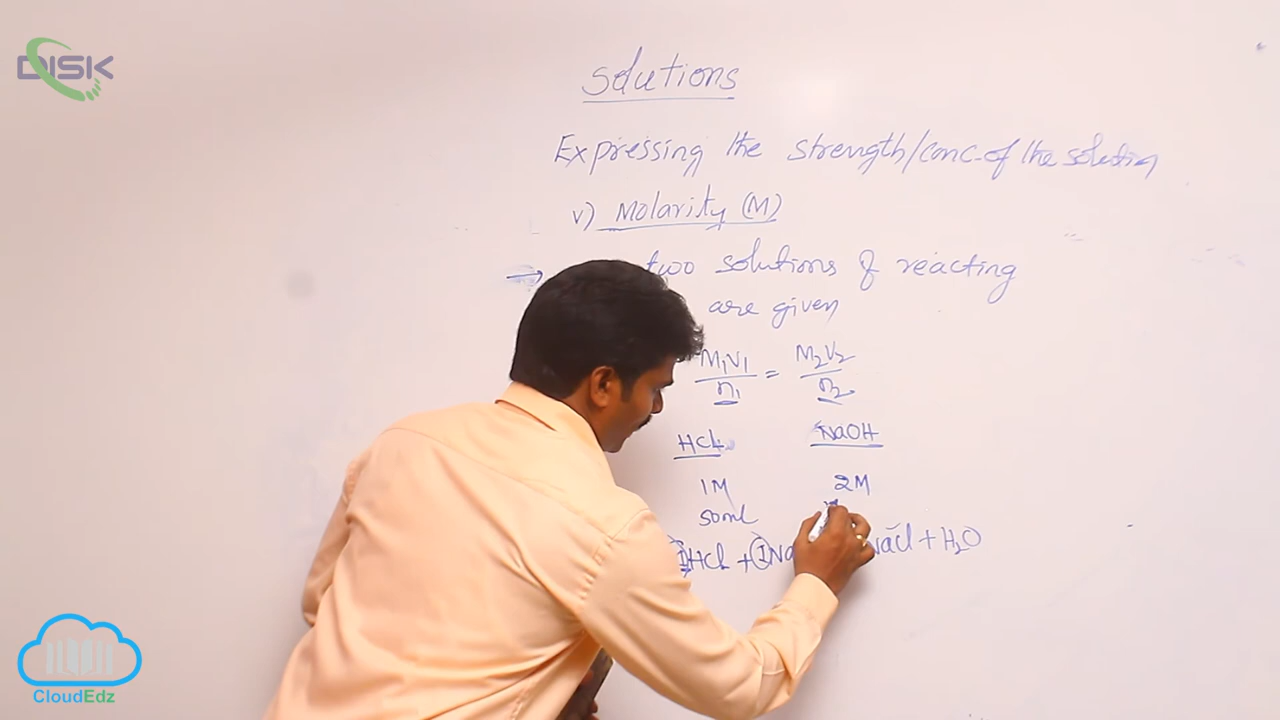 DISK
Solutions
Expressing the strength/conc. of the solution
v) Molarity (M)
two solutions of reacting
are given
M₁V₁/n₁ = M₂V₂/n₂
HCl NaOH
1M 2M
50ml
1HCl + 1Na NaCl + H₂O
CloudEdz